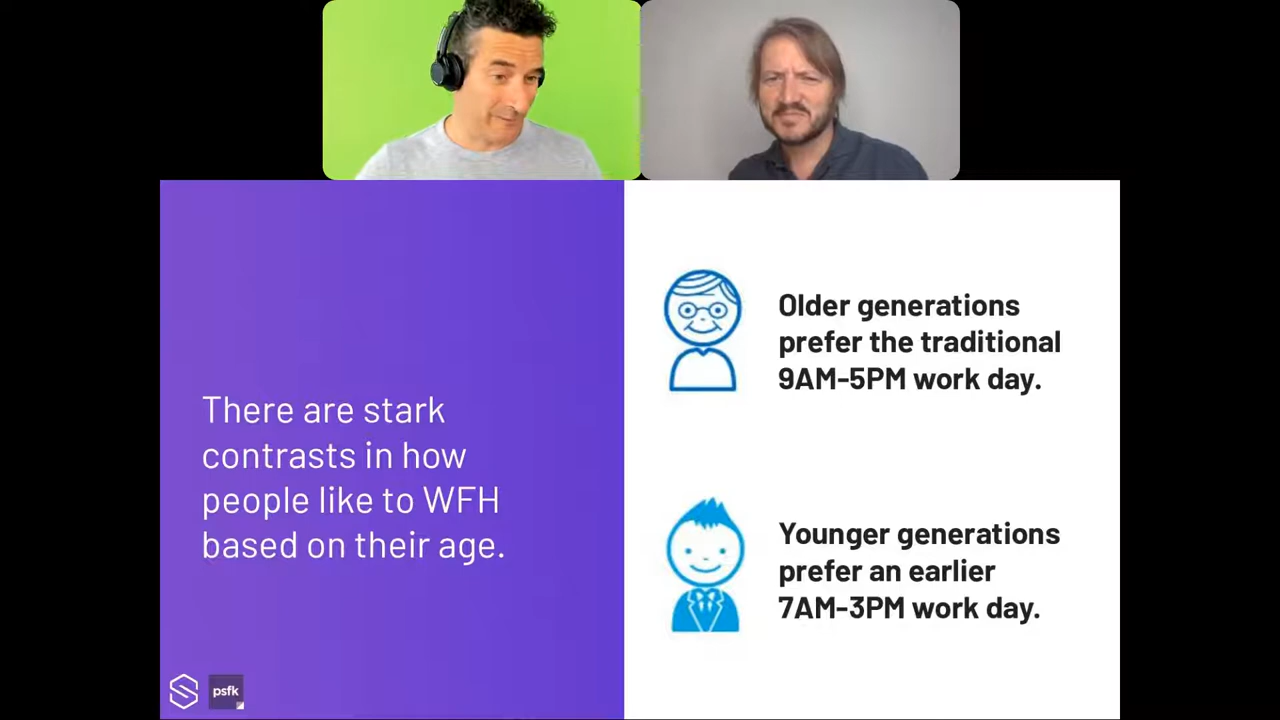 There are stark
contrasts in how
people like to WFH
based on their age.
Older generations
prefer the traditional
9AM-5PM work day.
Younger generations
prefer an earlier
7AM-3PM work day.
psfk